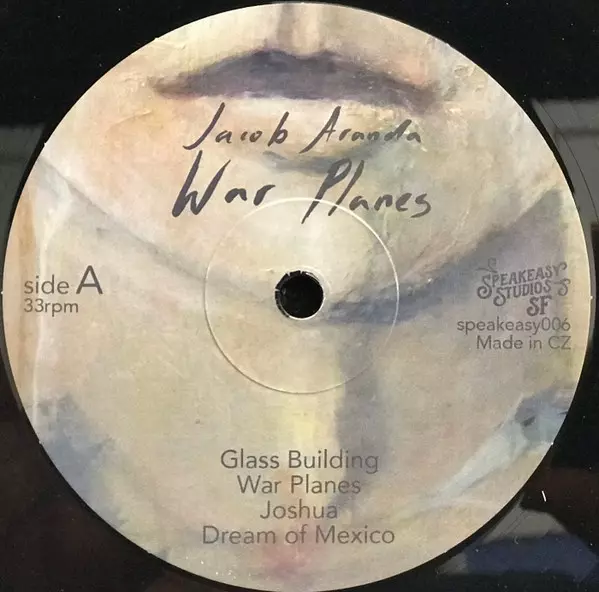 Jacob Aranda
War Planes
side A
33rpm
SPEAKEASY
STUDIOS
SF
speakeasy006
Made in CZ
Glass Building
War Planes
Joshua
Dream of Mexico